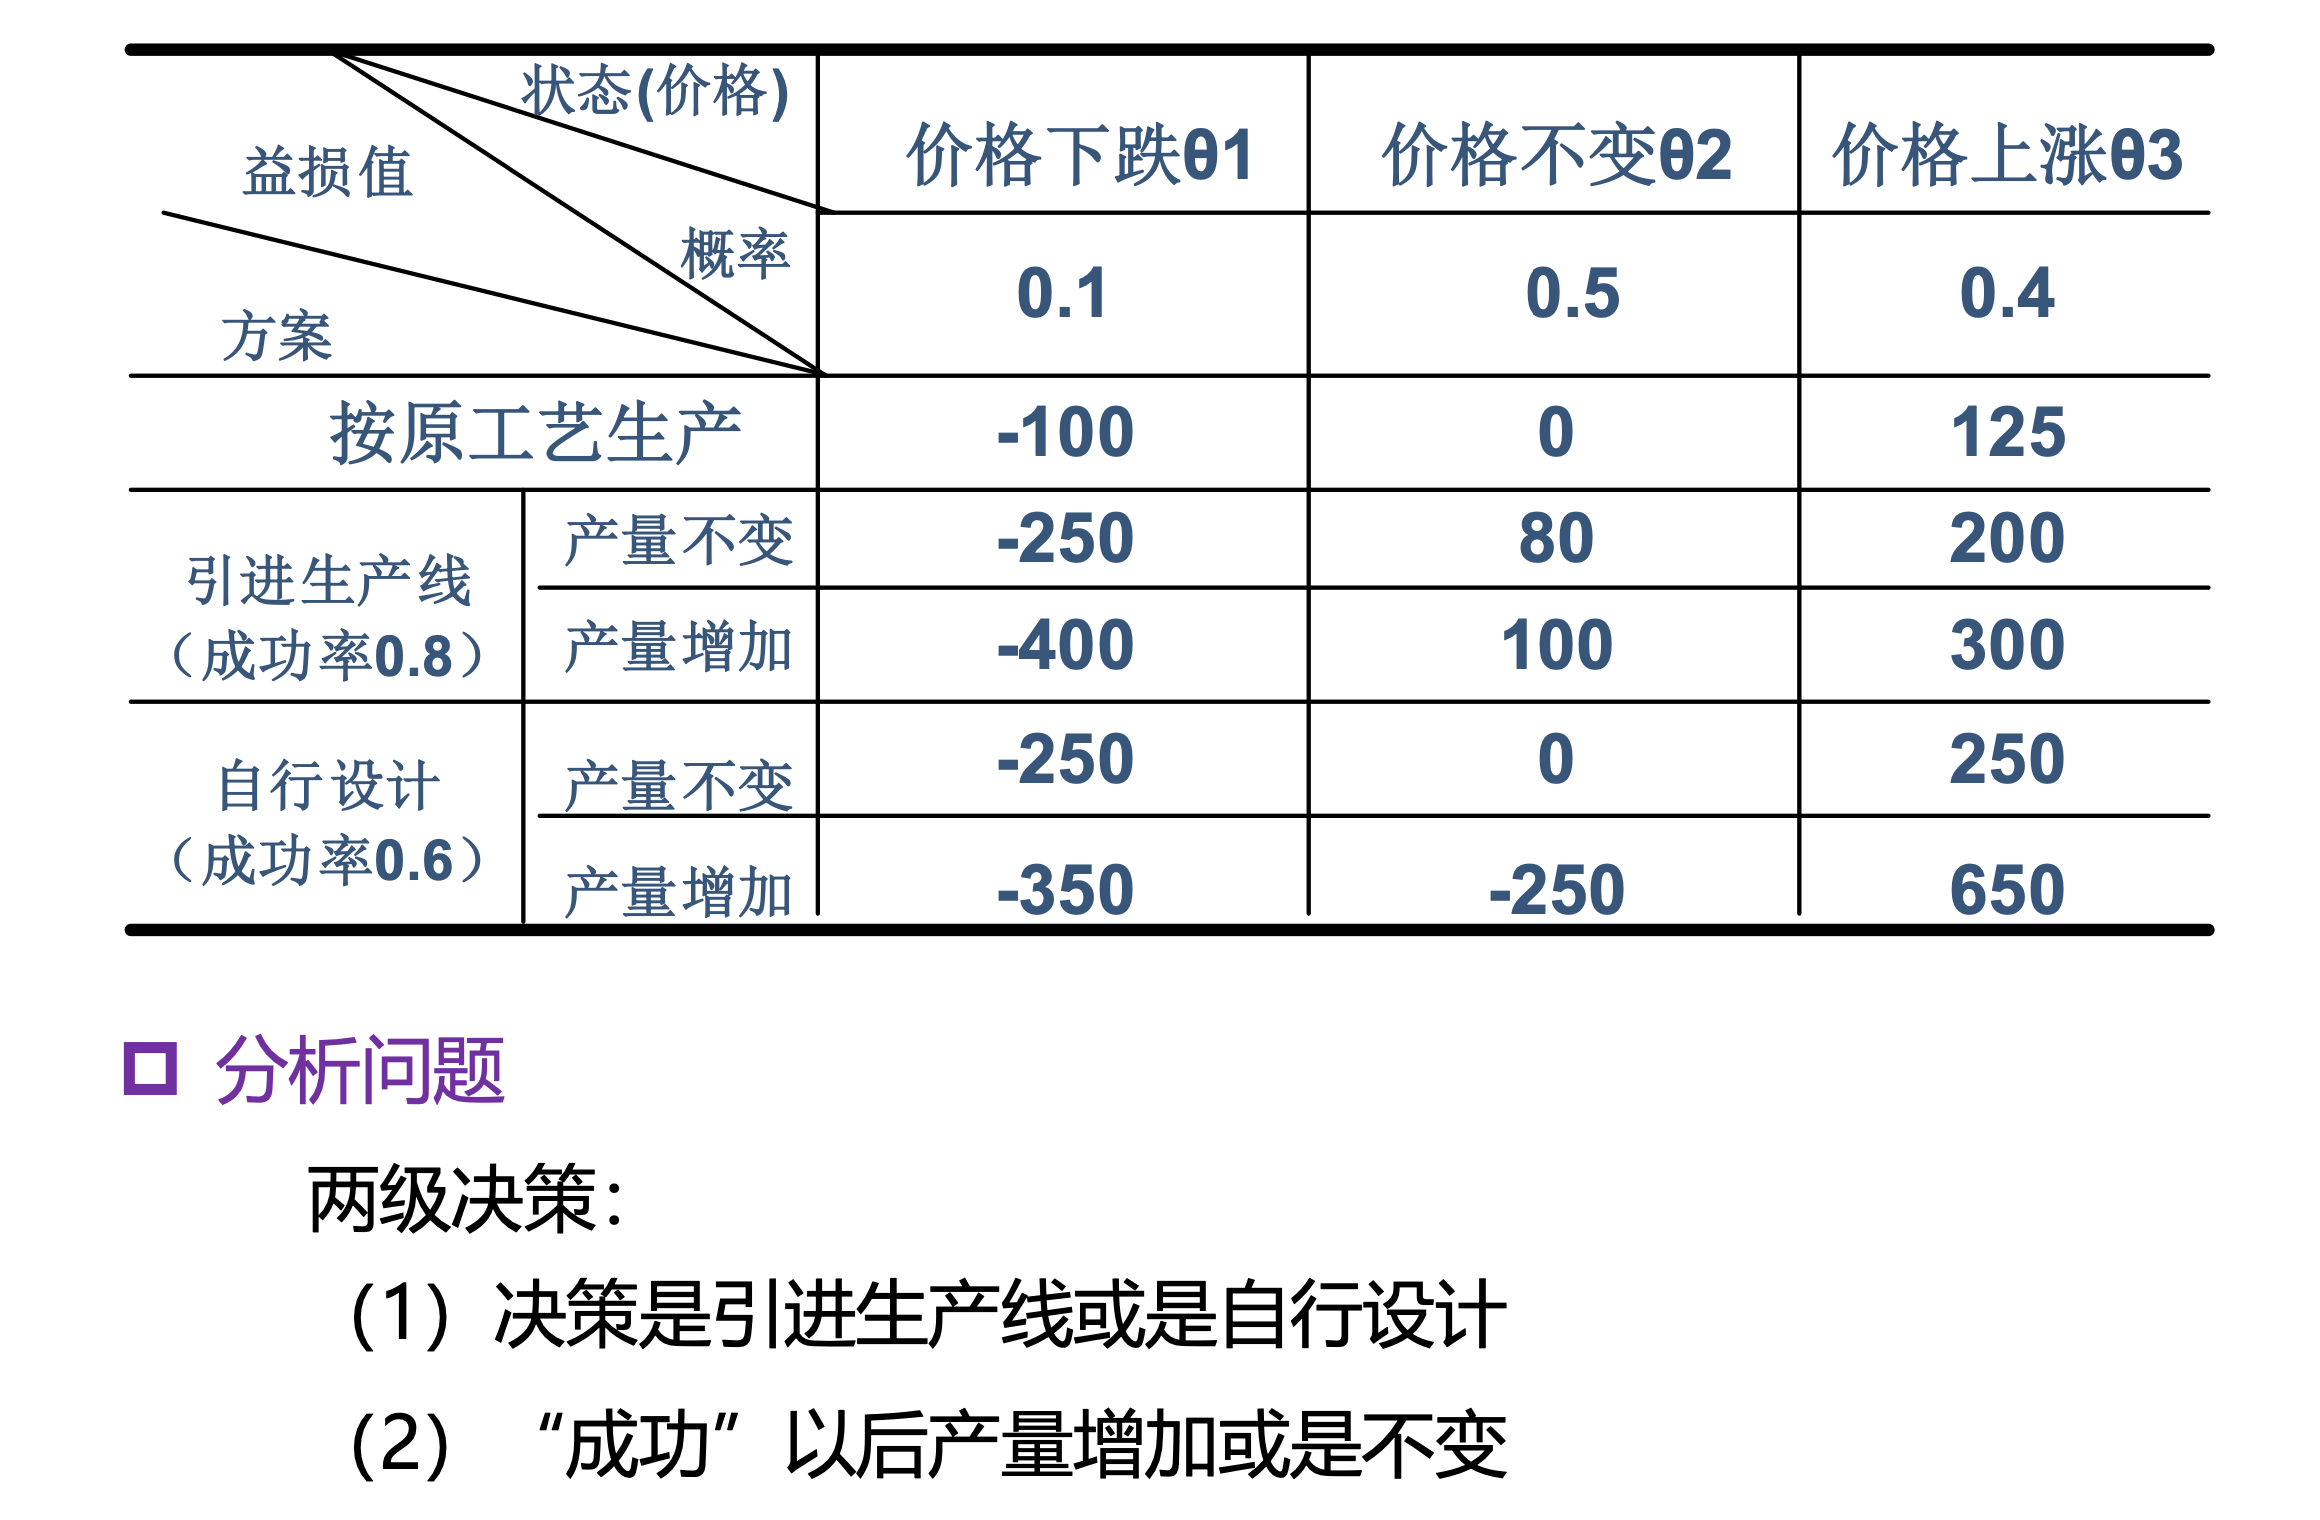 状态(价格)
益损值
概率
方案
价格下跌θ1 价格不变θ2 价格上涨θ3
0.1 0.5 0.4
按原工艺生产 -100 0 125
引进生产线
（成功率0.8）
产量不变 -250 80 200
产量增加 -400 100 300
自行设计
（成功率0.6）
产量不变 -250 0 250
产量增加 -350 -250 650
分析问题
两级决策：
（1）决策是引进生产线或是自行设计
（2）“成功”以后产量增加或是不变